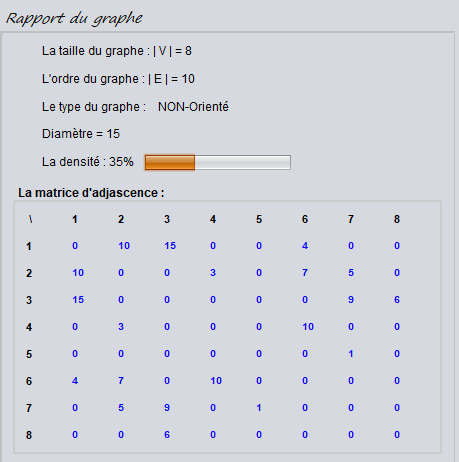 Rapport du graphe
La taille du graphe : | V | = 8
L'ordre du graphe : | E | = 10
Le type du graphe : NON-Orienté
Diamètre = 15
La densité : 35%
La matrice d'adjascence :
\ 1 2 3 4 5 6 7 8
1 0 10 15 0 0 4 0 0
2 10 0 0 3 0 7 5 0
3 15 0 0 0 0 0 9 6
4 0 3 0 0 0 10 0 0
5 0 0 0 0 0 0 1 0
6 4 7 0 10 0 0 0 0
7 0 5 9 0 1 0 0 0
8 0 0 6 0 0 0 0 0